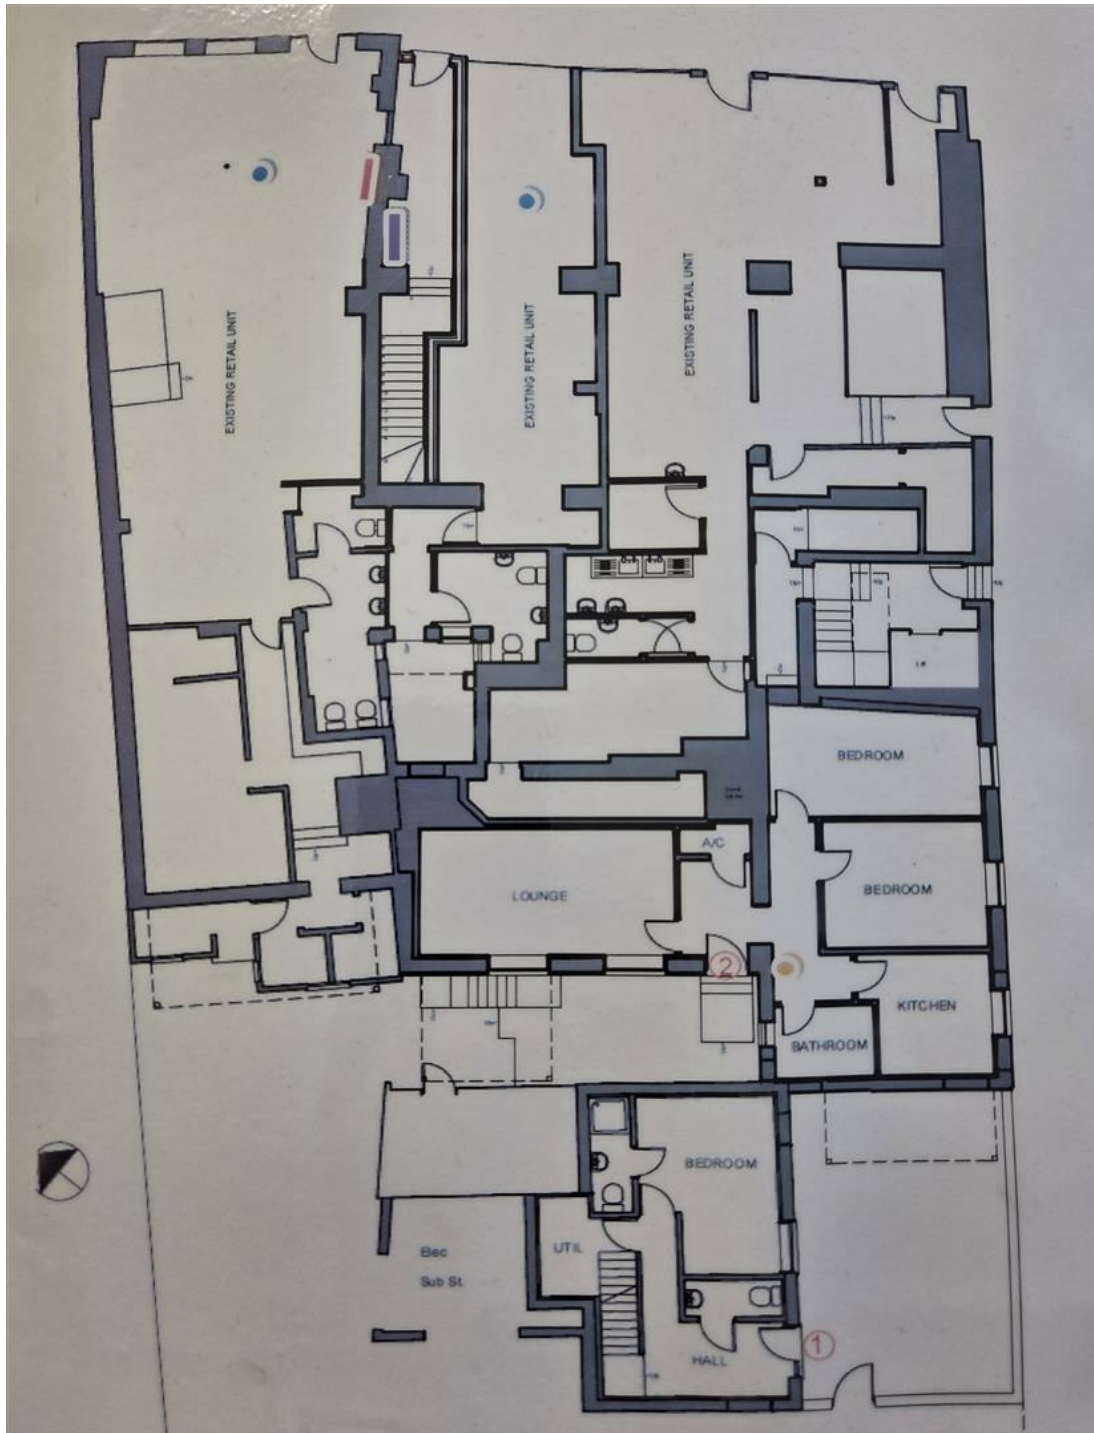 EXISTING RETAIL UNIT
EXISTING RETAIL UNIT
EXISTING RETAIL UNIT
BEDROOM
A/C
LOUNGE
BEDROOM
2
KITCHEN
BATHROOM
BEDROOM
UTIL
Elec
Sub St.
HALL
1